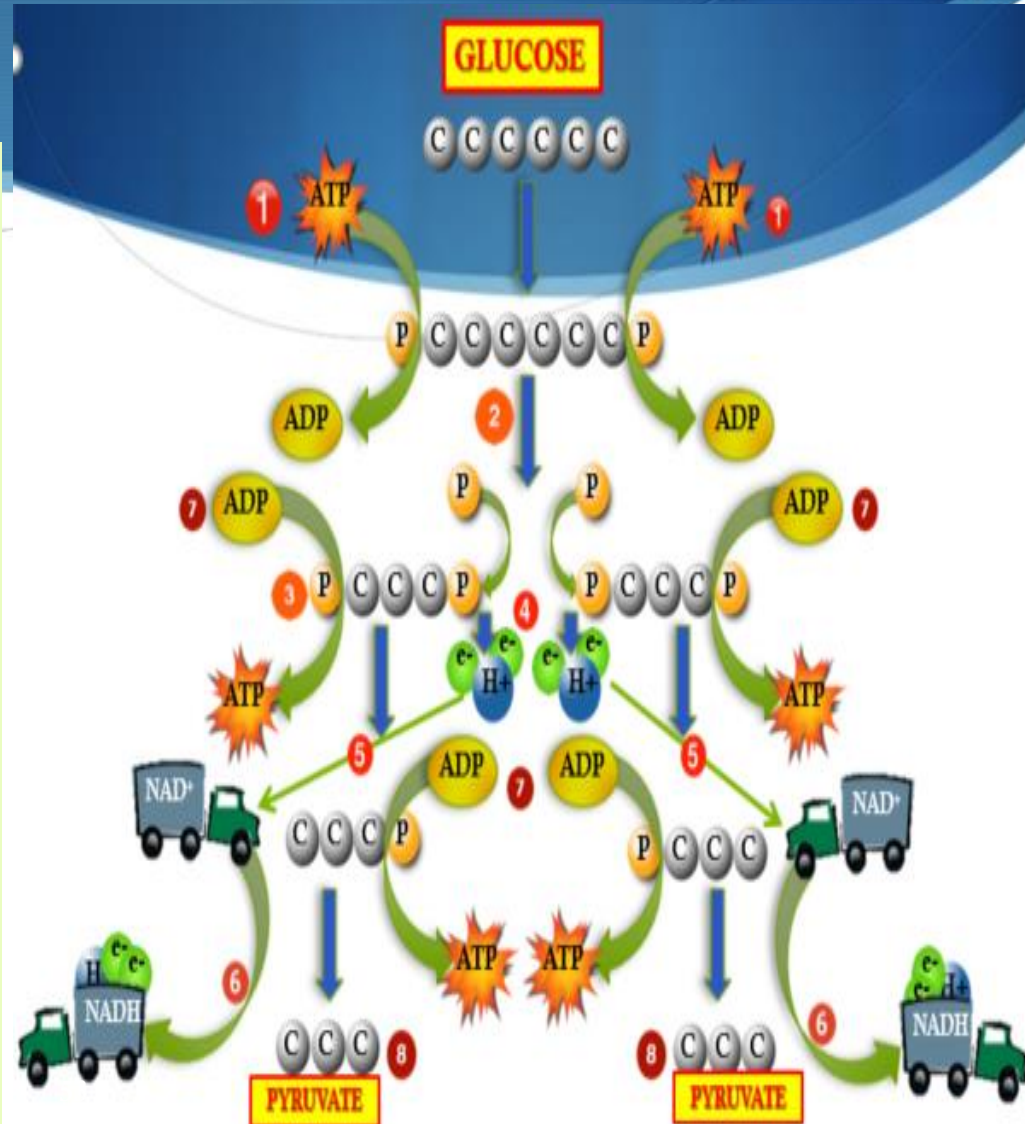 GLUCOSE
C C C C C C
1 ATP ATP 1
P C C C C C C P
ADP 2 ADP
P P
7 ADP ADP 7
3 P C C C P P C C C P
4
e- e- e- e-
H+ H+
ATP ATP
5 5
ADP 7 ADP
NAD+ NAD+
C C C P P C C C
ATP ATP
e- e- e-
H H+
e-
6 6
NADH NADH
C C C 8 8 C C C
PYRUVATE PYRUVATE